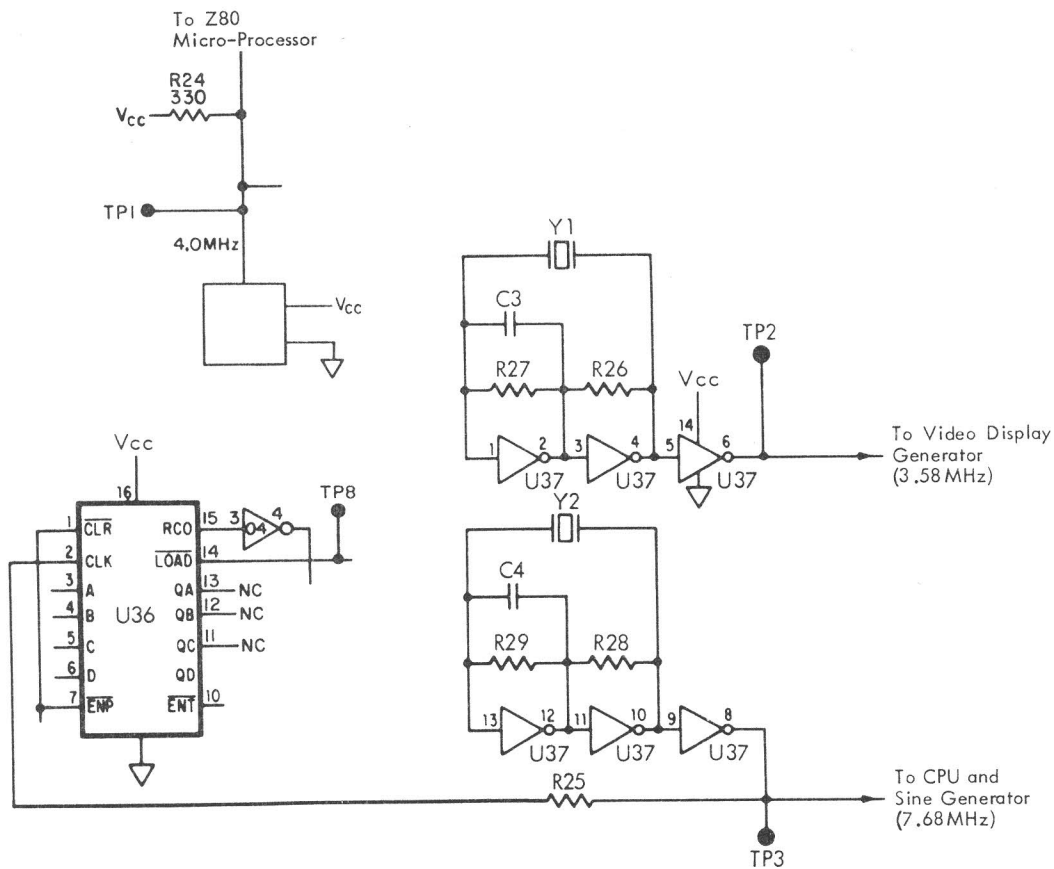 To Z80
Micro-Processor
R24
330
Vcc
TP1
4.0MHz
Vcc
Y1
C3
R27
R26
TP2
Vcc
14
1
2
3
4
5
6
U37
U37
U37
To Video Display
Generator
(3.58MHz)
Vcc
16
TP8
1
CLR
RCO
15
3
4
4
2
CLK
LOAD
14
3
A
QA
13
NC
4
B
U36
QB
12
NC
5
C
QC
11
NC
6
D
QD
7
ENP
ENT
10
Y2
C4
R29
R28
13
12
11
10
9
8
U37
U37
U37
R25
To CPU and
Sine Generator
(7.68MHz)
TP3